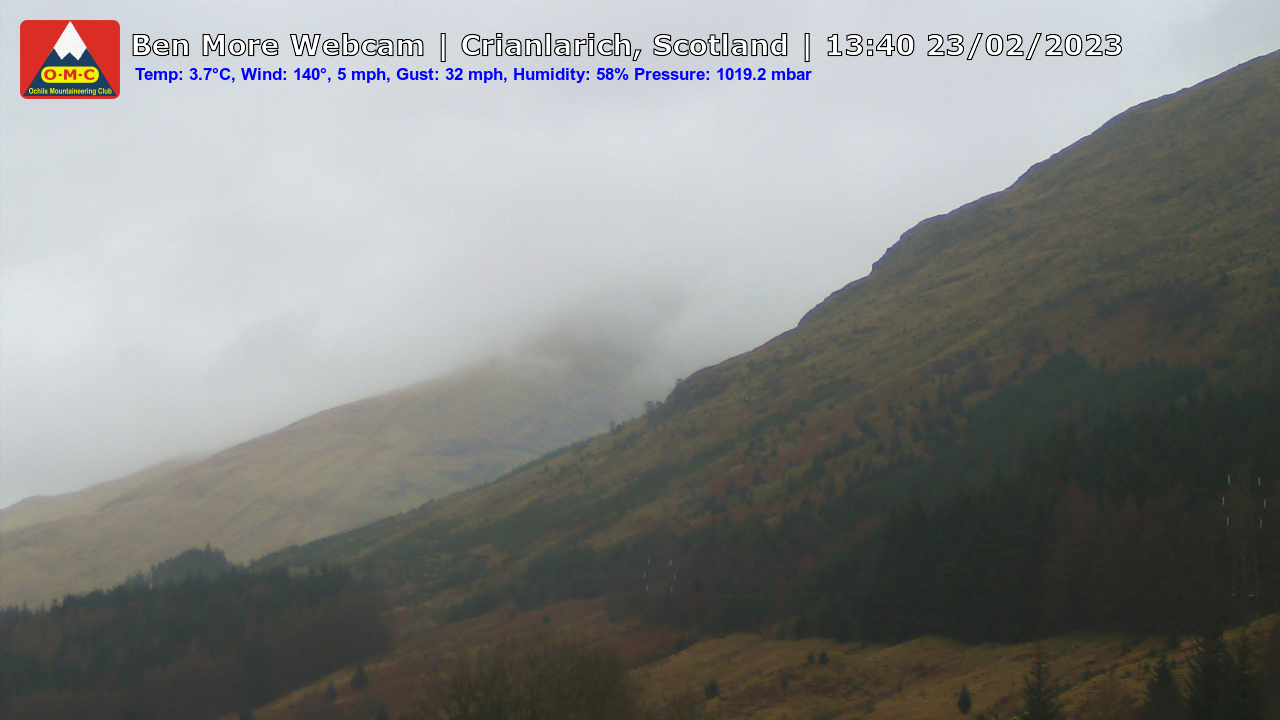 Ben More Webcam | Crianlarich, Scotland | 13:40 23/02/2023
Temp: 3.7°C, Wind: 140°, 5 mph, Gust: 32 mph, Humidity: 58% Pressure: 1019.2 mbar
O·M·C
Ochils Mountaineering Club